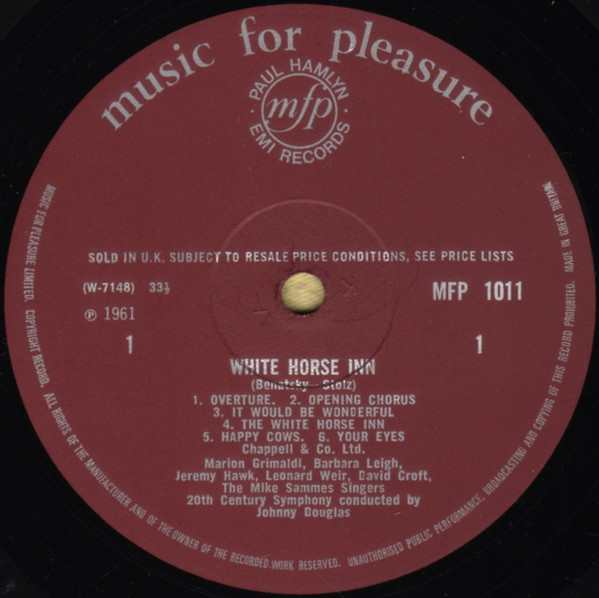 music for pleasure
· PAUL HAMLYN ·
mfp
EMI RECORDS
SOLD IN U.K. SUBJECT TO RESALE PRICE CONDITIONS, SEE PRICE LISTS
(W-7148) 33⅓
MFP 1011
℗ 1961
1
1
WHITE HORSE INN
(Benatsky—Stolz)
1. OVERTURE. 2. OPENING CHORUS
3. IT WOULD BE WONDERFUL
4. THE WHITE HORSE INN
5. HAPPY COWS. 6. YOUR EYES
Chappell & Co. Ltd.
Marion Grimaldi, Barbara Leigh,
Jeremy Hawk, Leonard Weir, David Croft,
The Mike Sammes Singers
20th Century Symphony conducted by
Johnny Douglas
MUSIC FOR PLEASURE LIMITED. COPYRIGHT RECORD. ALL RIGHTS OF THE MANUFACTURER AND OF THE OWNER OF THE RECORDED WORK RESERVED. UNAUTHORISED PUBLIC PERFORMANCE, BROADCASTING AND COPYING OF THIS RECORD PROHIBITED. MADE IN GREAT BRITAIN.